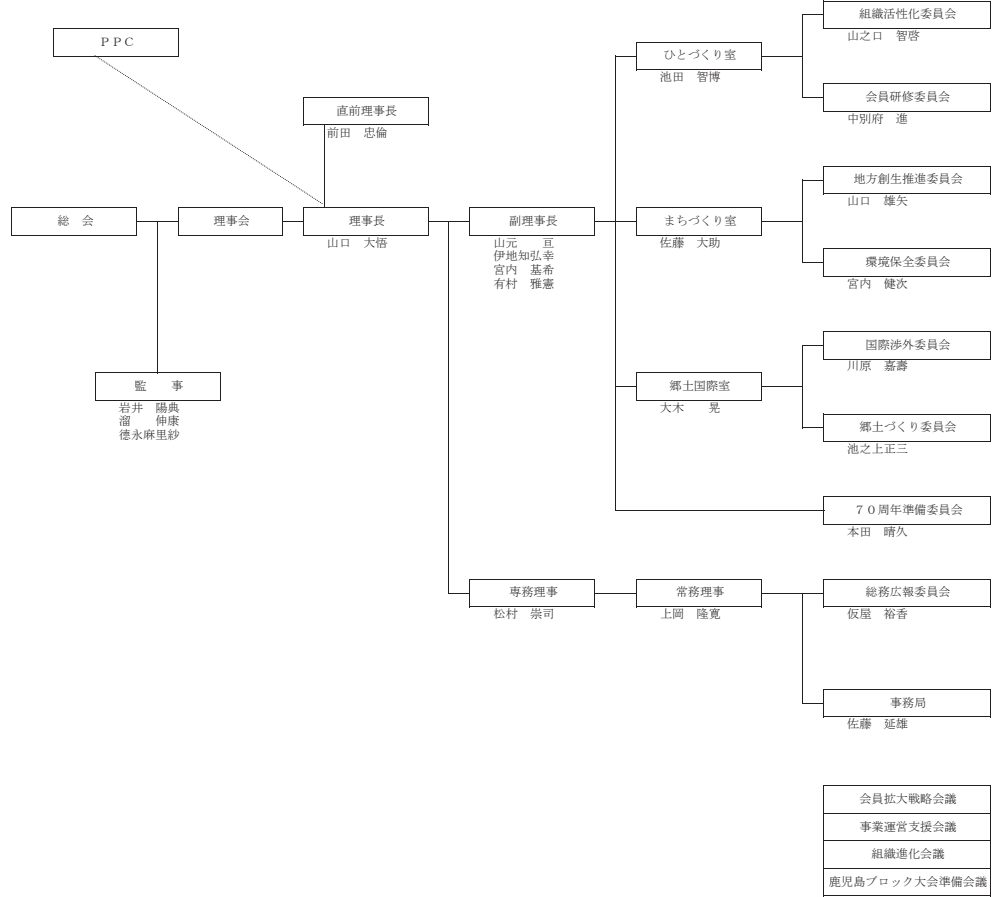 ＰＰＣ
直前理事長
前田　忠倫
総　会
理事会
理事長
山口　大悟
監　　事
岩井　陽典
溜　　伸康
德永麻里紗
副理事長
山元　　亘
伊地知弘幸
宮内　基希
有村　雅憲
専務理事
松村　崇司
ひとづくり室
池田　智博
まちづくり室
佐藤　大助
郷土国際室
大木　　晃
常務理事
上岡　隆寛
組織活性化委員会
山之口　智啓
会員研修委員会
中別府　進
地方創生推進委員会
山口　雄矢
環境保全委員会
宮内　健次
国際渉外委員会
川原　嘉壽
郷土づくり委員会
池之上正三
７０周年準備委員会
本田　晴久
総務広報委員会
仮屋　裕香
事務局
佐藤　延雄
会員拡大戦略会議
事業運営支援会議
組織進化会議
鹿児島ブロック大会準備会議